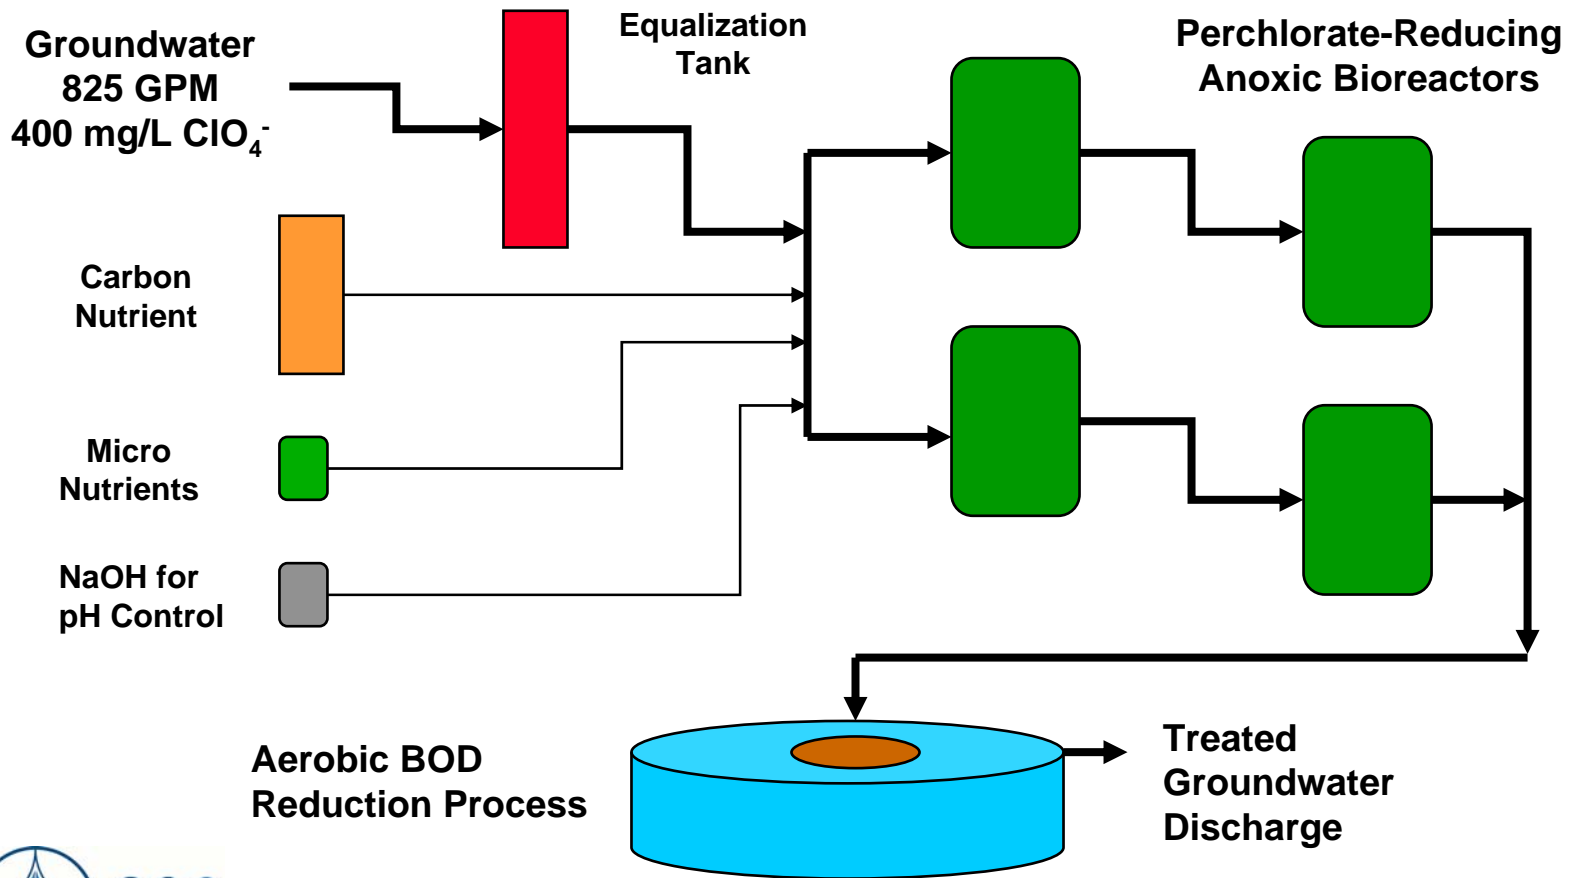 Groundwater
825 GPM
400 mg/L ClO₄⁻
Equalization
Tank
Perchlorate-Reducing
Anoxic Bioreactors
Carbon
Nutrient
Micro
Nutrients
NaOH for
pH Control
Aerobic BOD
Reduction Process
Treated
Groundwater
Discharge